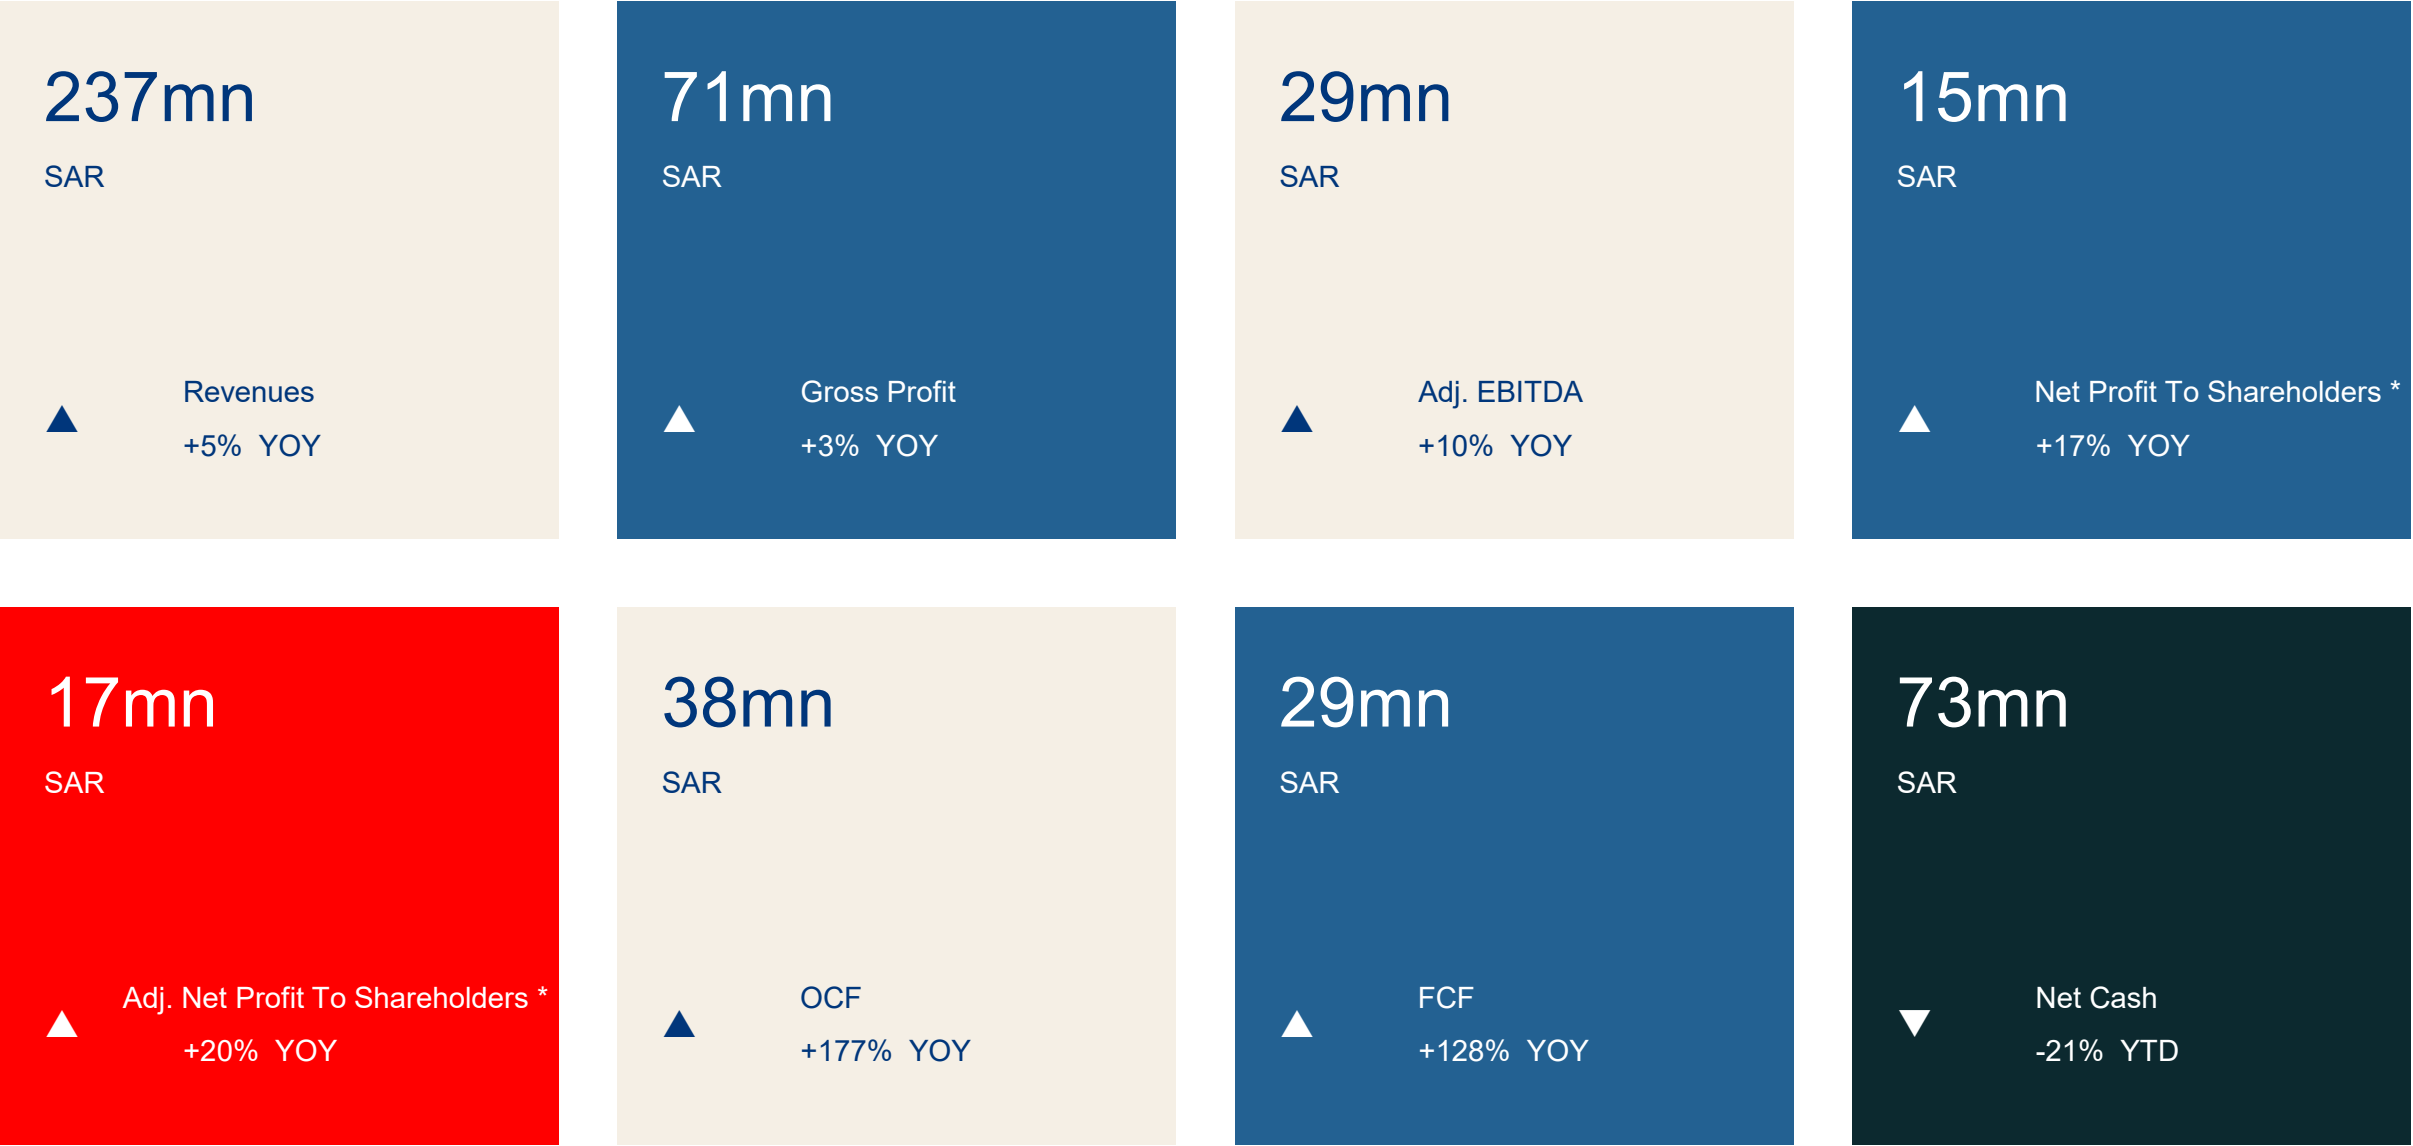 237mn
SAR
Revenues
+5% YOY
71mn
SAR
Gross Profit
+3% YOY
29mn
SAR
Adj. EBITDA
+10% YOY
15mn
SAR
Net Profit To Shareholders *
+17% YOY
17mn
SAR
Adj. Net Profit To Shareholders *
+20% YOY
38mn
SAR
OCF
+177% YOY
29mn
SAR
FCF
+128% YOY
73mn
SAR
Net Cash
-21% YTD